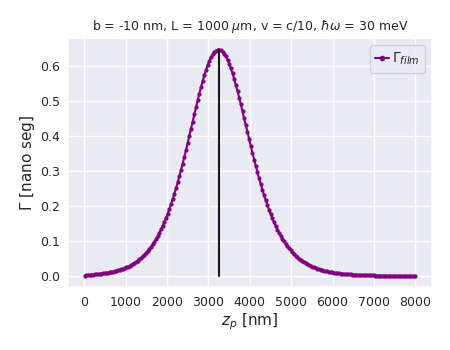 b = -10 nm, L = 1000 μm, v = c/10, ℏω = 30 meV
Γ_film
Γ [nano seg]
0.6
0.5
0.4
0.3
0.2
0.1
0.0
0 1000 2000 3000 4000 5000 6000 7000 8000
z_p [nm]